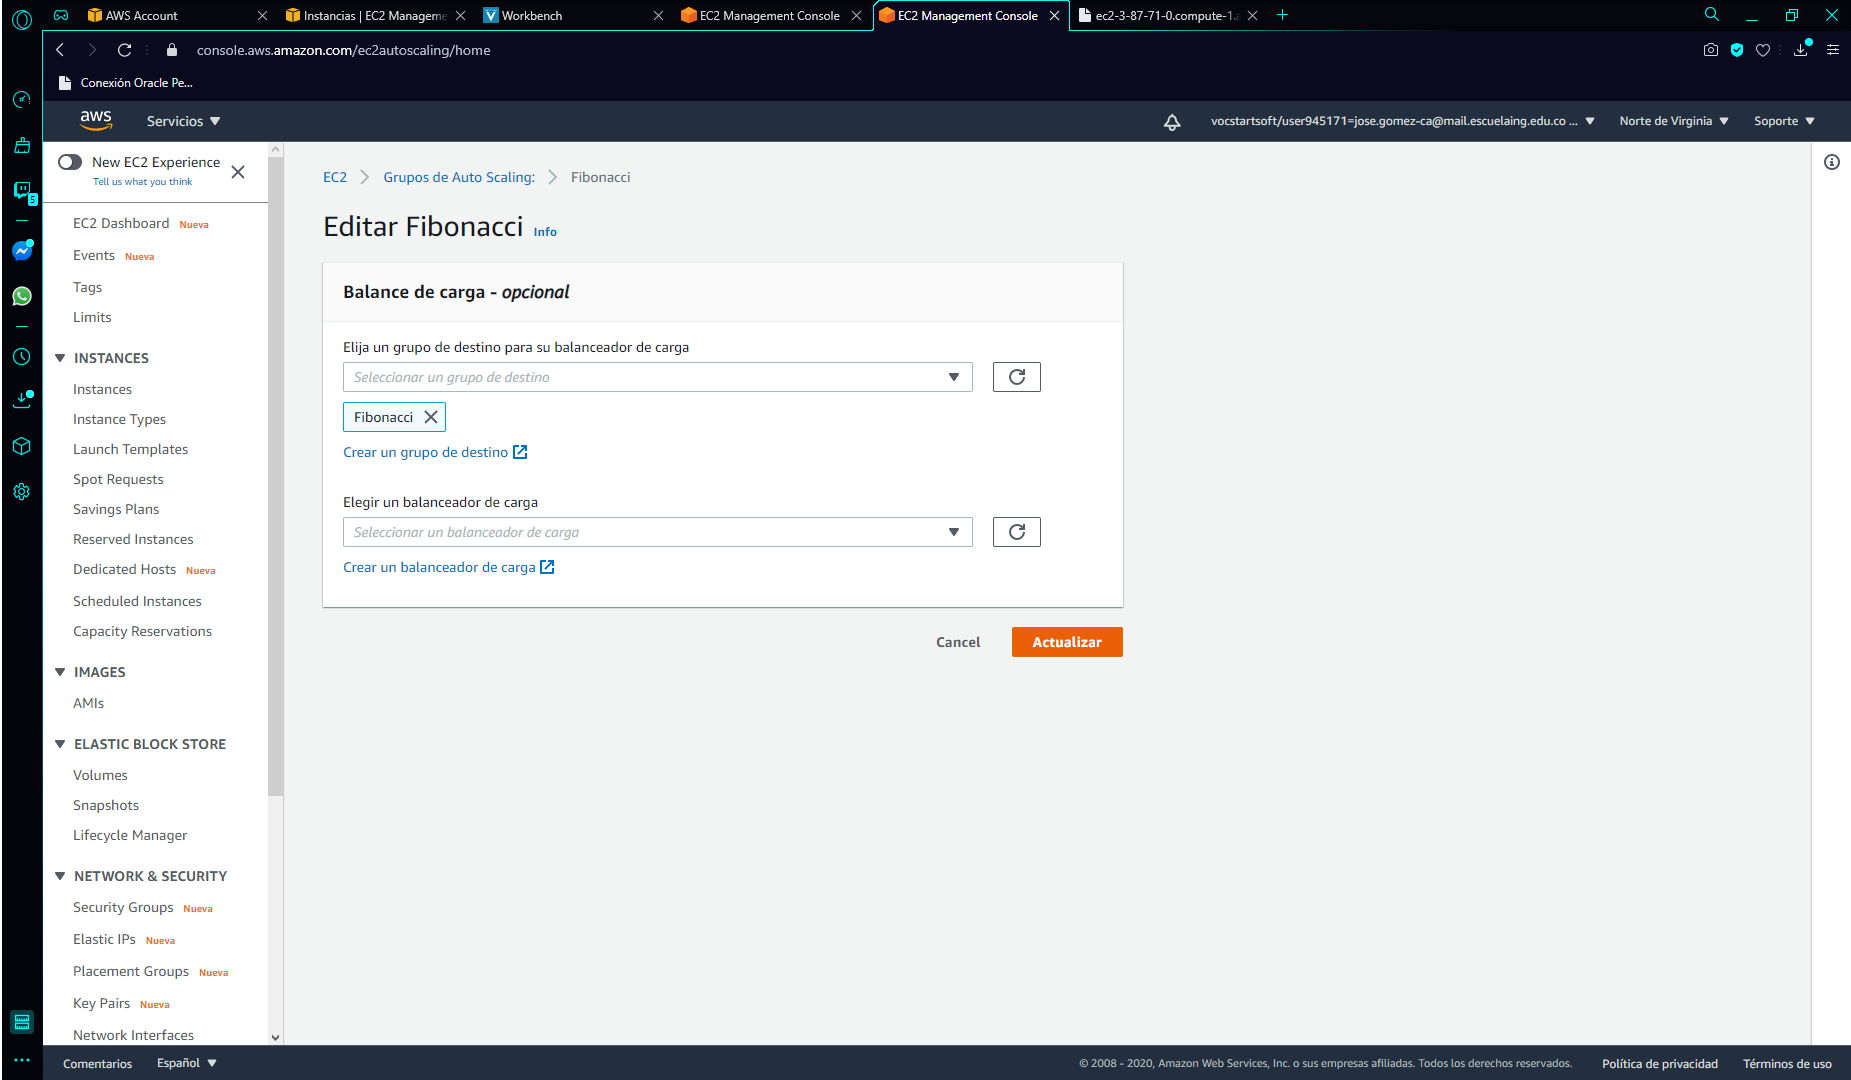 AWS Account
Instancias | EC2 Manageme
Workbench
EC2 Management Console
EC2 Management Console
ec2-3-87-71-0.compute-1.a
console.aws.amazon.com/ec2autoscaling/home
Conexión Oracle Pe...
aws
Servicios
vocstartsoft/user945171=jose.gomez-ca@mail.escuelaing.edu.co ...
Norte de Virginia
Soporte
New EC2 Experience
Tell us what you think
EC2 Dashboard Nueva
Events Nueva
Tags
Limits
INSTANCES
Instances
Instance Types
Launch Templates
Spot Requests
Savings Plans
Reserved Instances
Dedicated Hosts Nueva
Scheduled Instances
Capacity Reservations
IMAGES
AMIs
ELASTIC BLOCK STORE
Volumes
Snapshots
Lifecycle Manager
NETWORK & SECURITY
Security Groups Nueva
Elastic IPs Nueva
Placement Groups Nueva
Key Pairs Nueva
Network Interfaces
5
EC2
Grupos de Auto Scaling:
Fibonacci
Editar Fibonacci Info
Balance de carga - opcional
Elija un grupo de destino para su balanceador de carga
Seleccionar un grupo de destino
Fibonacci
Crear un grupo de destino
Elegir un balanceador de carga
Seleccionar un balanceador de carga
Crear un balanceador de carga
Cancel
Actualizar
Comentarios
Español
© 2008 - 2020, Amazon Web Services, Inc. o sus empresas afiliadas. Todos los derechos reservados.
Política de privacidad
Términos de uso